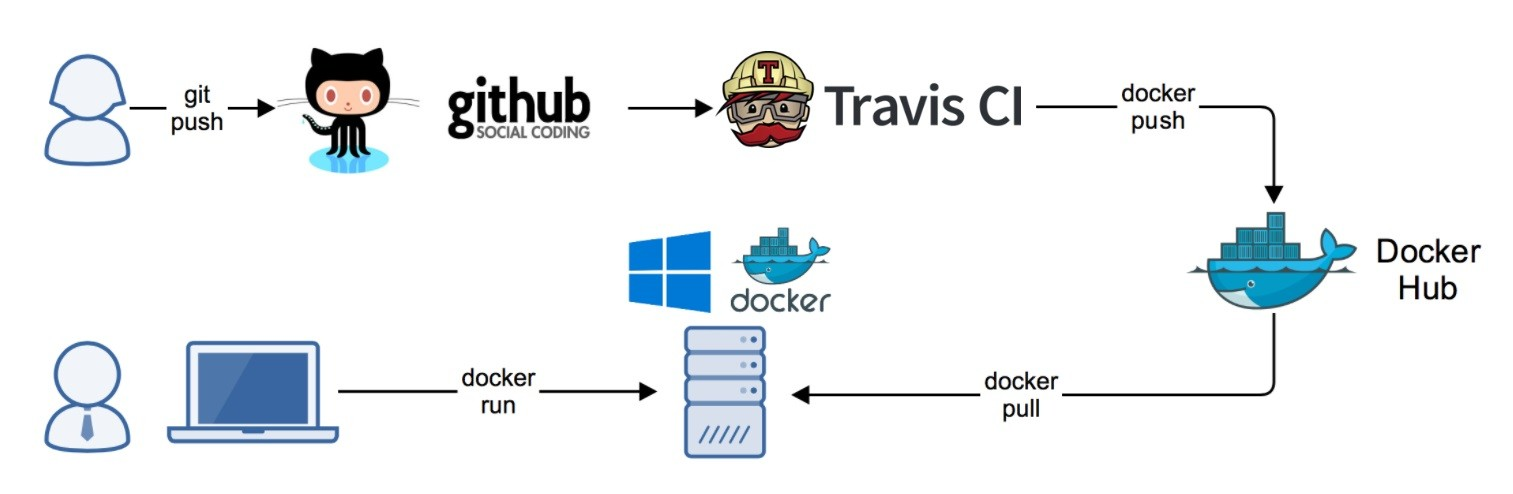 git
push
github
SOCIAL CODING
T
Travis CI
docker
push
docker
Docker
Hub
docker
run
docker
pull